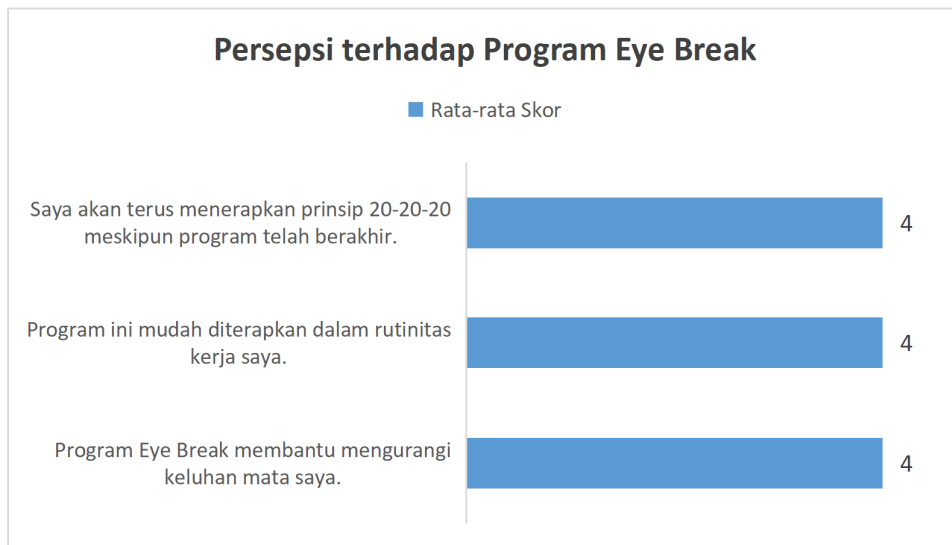 Persepsi terhadap Program Eye Break
Rata-rata Skor
Saya akan terus menerapkan prinsip 20-20-20
meskipun program telah berakhir.
4
Program ini mudah diterapkan dalam rutinitas
kerja saya.
4
Program Eye Break membantu mengurangi
keluhan mata saya.
4